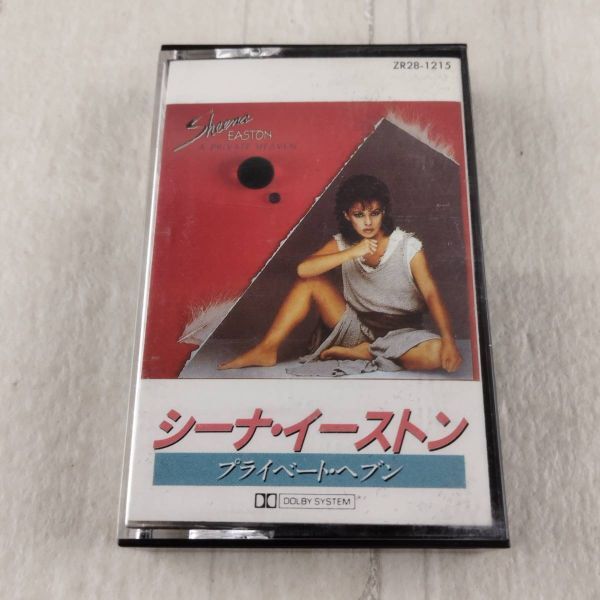 ZR28-1215
Sheena
EASTON
A PRIVATE HEAVEN
シーナ・イーストン
プライベート・ヘブン
DOLBY SYSTEM